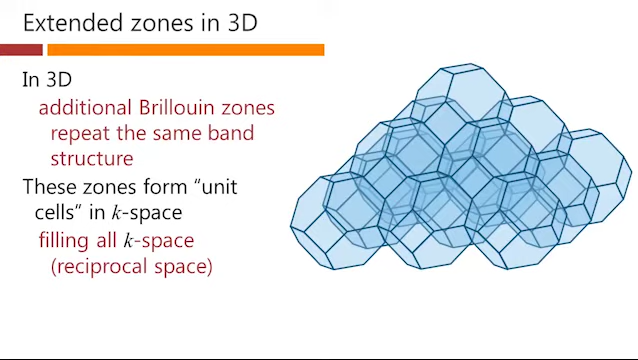 Extended zones in 3D
In 3D
additional Brillouin zones
repeat the same band
structure
These zones form “unit
cells” in k-space
filling all k-space
(reciprocal space)